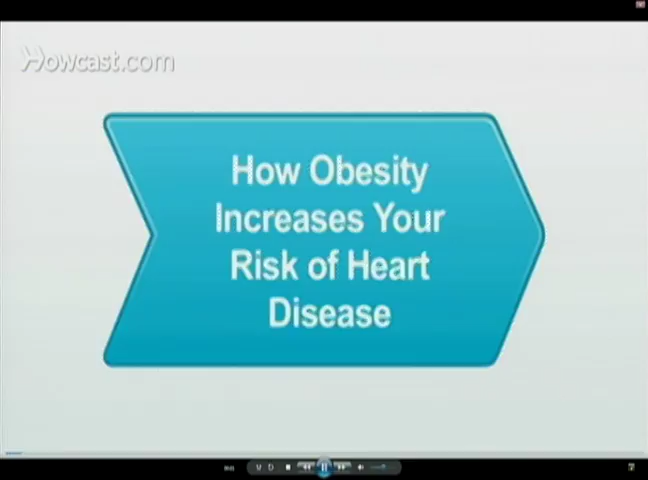 Howcast.com
How Obesity
Increases Your
Risk of Heart
Disease